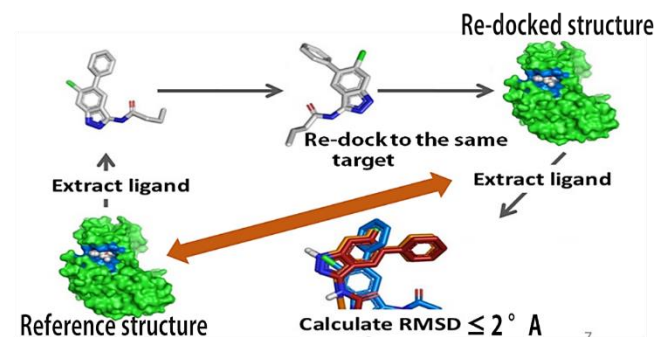 Re-docked structure
Re-dock to the same
target
Extract ligand
Extract ligand
Reference structure
Calculate RMSD ≤ 2° A
7